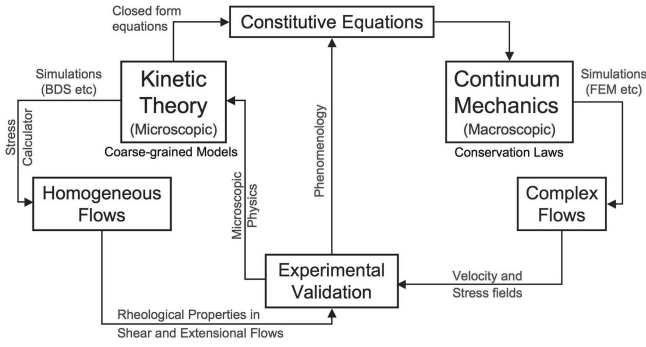 Closed form
equations
Constitutive Equations
Simulations
(BDS etc)
Kinetic
Theory
(Microscopic)
Coarse-grained Models
Continuum
Mechanics
(Macroscopic)
Conservation Laws
Simulations
(FEM etc)
Stress
Calculator
Phenomenology
Microscopic
Physics
Homogeneous
Flows
Complex
Flows
Experimental
Validation
Velocity and
Stress fields
Rheological Properties in
Shear and Extensional Flows